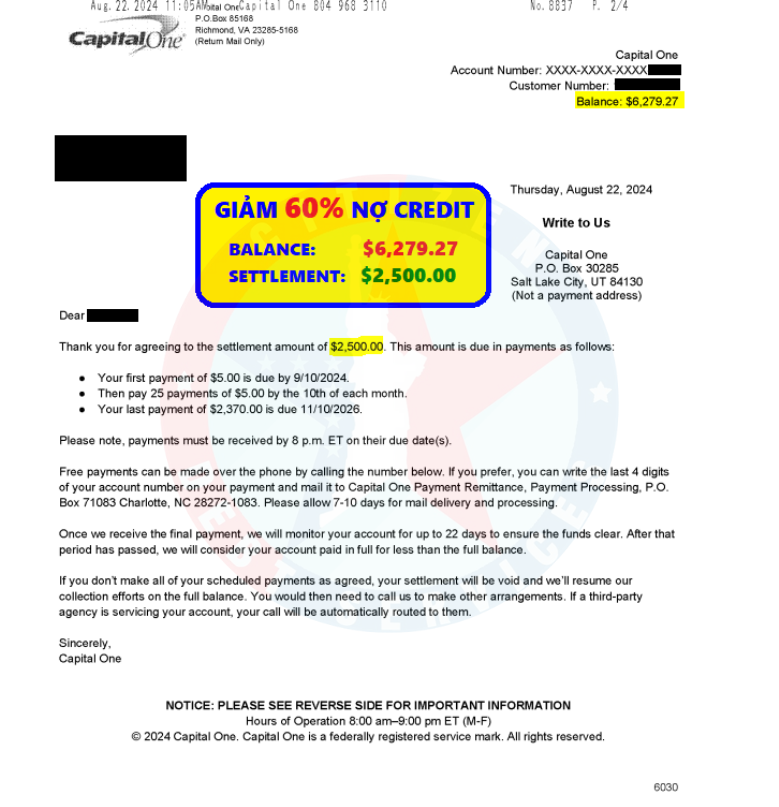 Aug. 22. 2024 11:05AM Capital One Capital One 804 968 3110 No. 8837 P. 2/4
P.O.Box 85168
Richmond, VA 23285-5168
(Return Mail Only)
CapitalOne
Capital One
Account Number: XXXX-XXXX-XXXX
Customer Number:
Balance: $6,279.27
Thursday, August 22, 2024
GIẢM 60% NỢ CREDIT
BALANCE: $6,279.27
SETTLEMENT: $2,500.00
Write to Us
Capital One
P.O. Box 30285
Salt Lake City, UT 84130
(Not a payment address)
Dear
Thank you for agreeing to the settlement amount of $2,500.00. This amount is due in payments as follows:
● Your first payment of $5.00 is due by 9/10/2024.
● Then pay 25 payments of $5.00 by the 10th of each month.
● Your last payment of $2,370.00 is due 11/10/2026.
Please note, payments must be received by 8 p.m. ET on their due date(s).
Free payments can be made over the phone by calling the number below. If you prefer, you can write the last 4 digits
of your account number on your payment and mail it to Capital One Payment Remittance, Payment Processing, P.O.
Box 71083 Charlotte, NC 28272-1083. Please allow 7-10 days for mail delivery and processing.
Once we receive the final payment, we will monitor your account for up to 22 days to ensure the funds clear. After that
period has passed, we will consider your account paid in full for less than the full balance.
If you don't make all of your scheduled payments as agreed, your settlement will be void and we'll resume our
collection efforts on the full balance. You would then need to call us to make other arrangements. If a third-party
agency is servicing your account, your call will be automatically routed to them.
Sincerely,
Capital One
NOTICE: PLEASE SEE REVERSE SIDE FOR IMPORTANT INFORMATION
Hours of Operation 8:00 am–9:00 pm ET (M-F)
© 2024 Capital One. Capital One is a federally registered service mark. All rights reserved.
6030